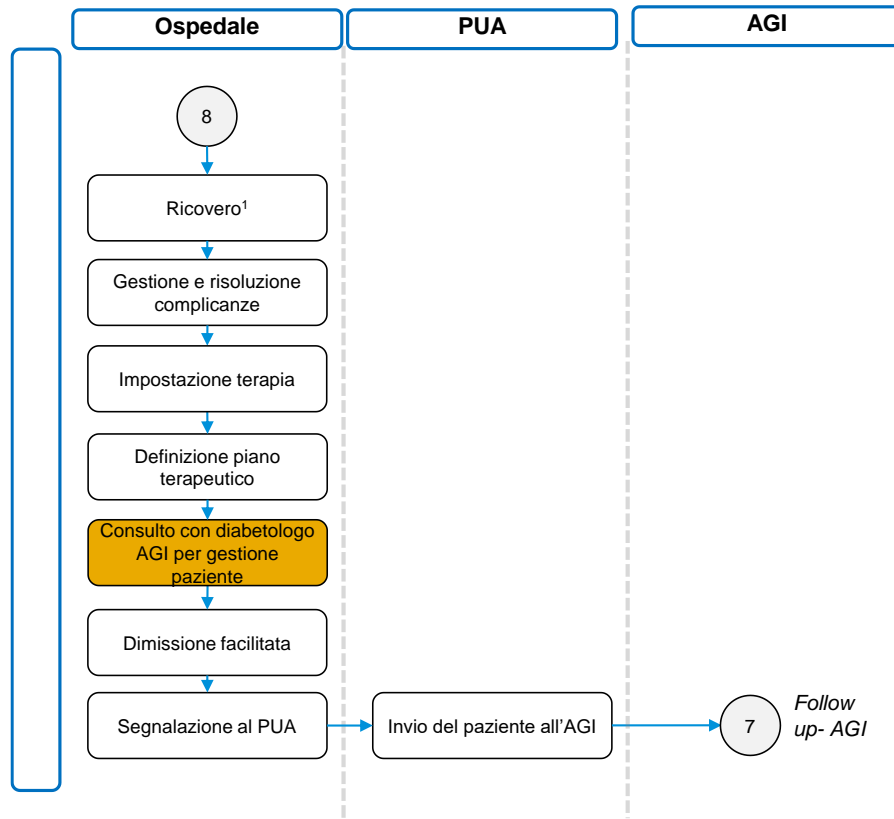 Ospedale
PUA
AGI
8
Ricovero¹
Gestione e risoluzione
complicanze
Impostazione terapia
Definizione piano
terapeutico
Consulto con diabetologo
AGI per gestione
paziente
Dimissione facilitata
Segnalazione al PUA
Invio del paziente all'AGI
7
Follow
up- AGI